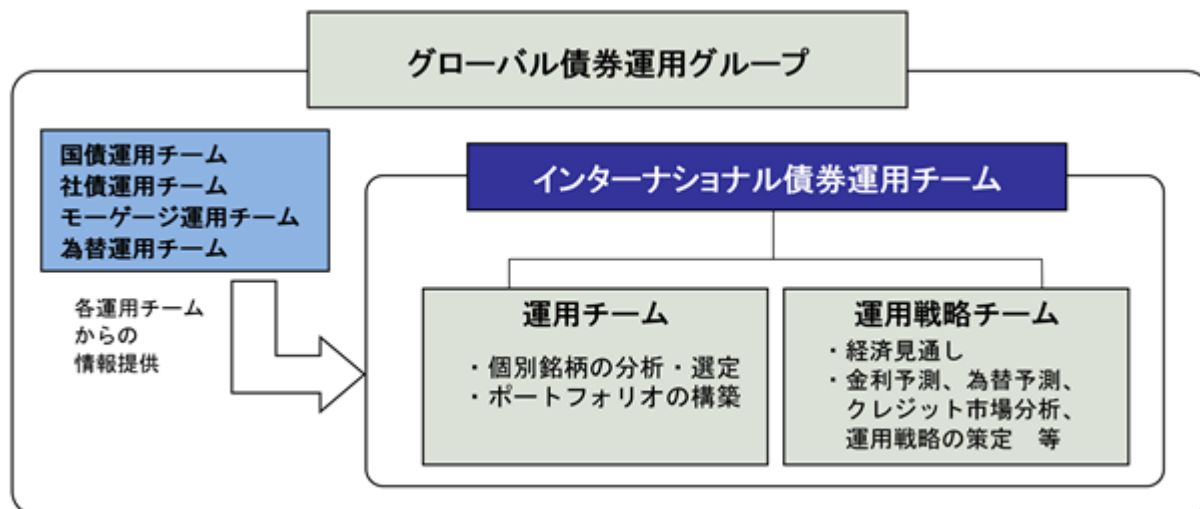 グローバル債券運用グループ
国債運用チーム
社債運用チーム
モーゲージ運用チーム
為替運用チーム
各運用チーム
からの
情報提供
インターナショナル債券運用チーム
運用チーム
・個別銘柄の分析・選定
・ポートフォリオの構築
運用戦略チーム
・経済見通し
・金利予測、為替予測、
クレジット市場分析、
運用戦略の策定　等